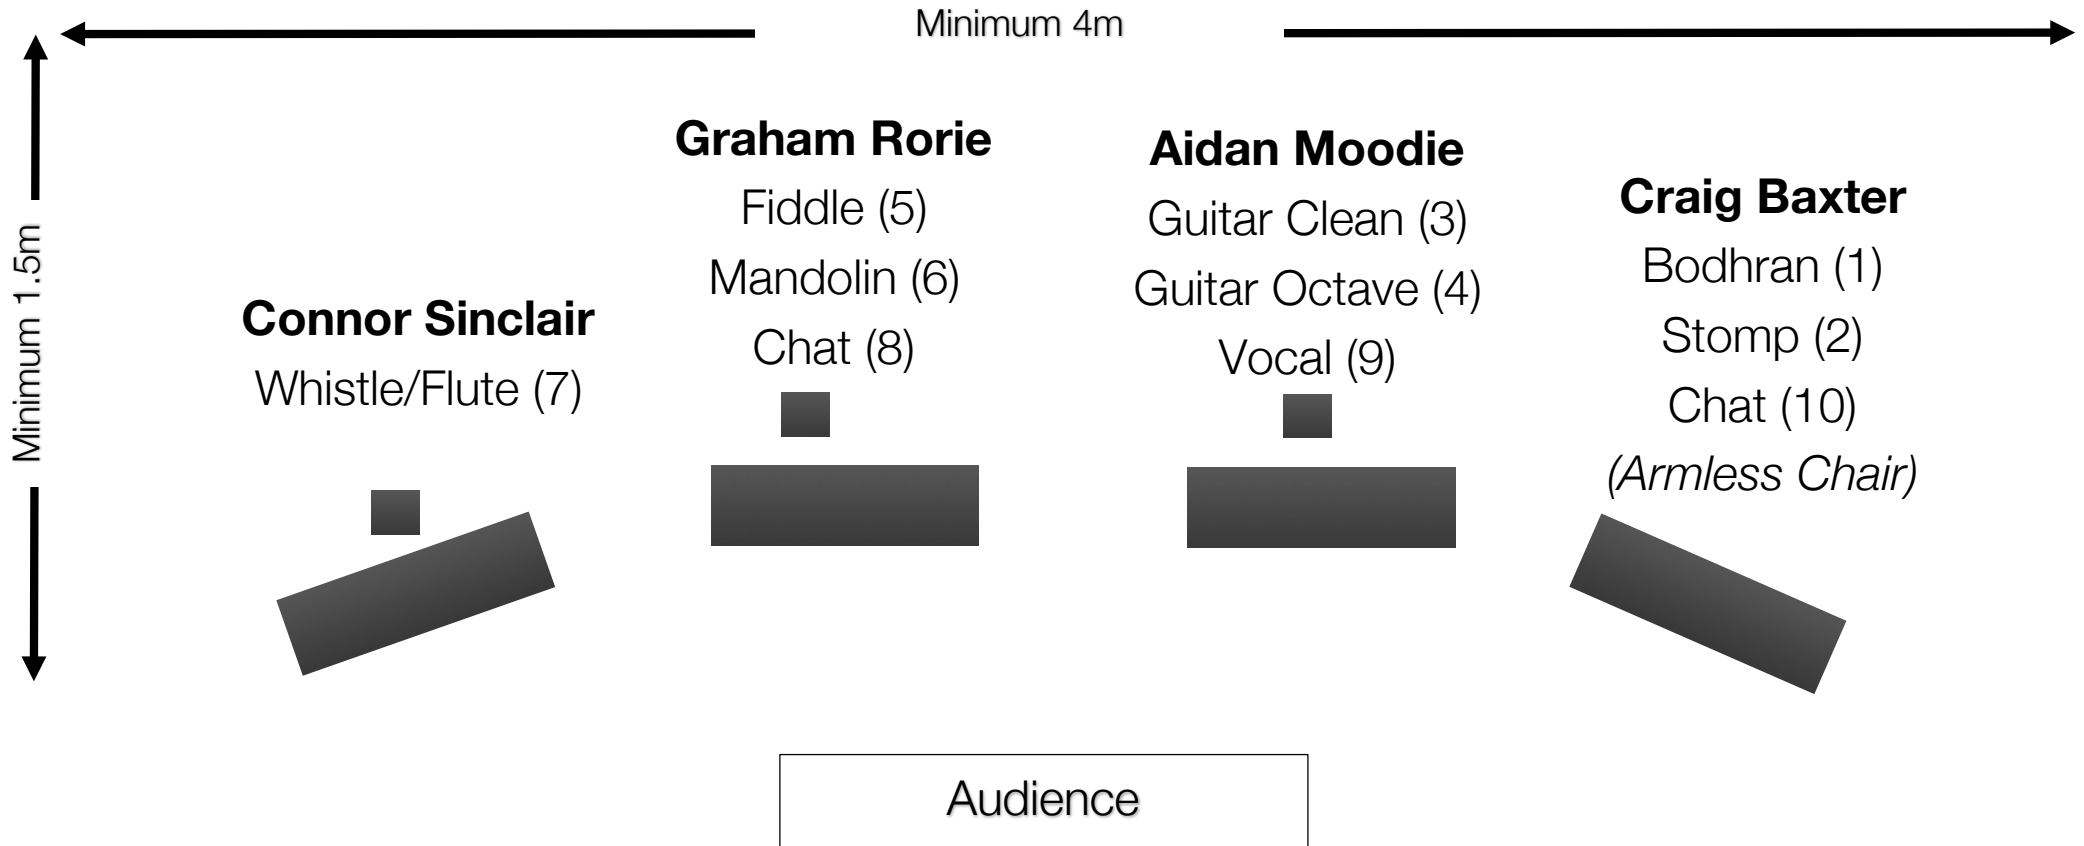 Minimum 4m
Minimum 1.5m
Connor Sinclair
Whistle/Flute (7)
Graham Rorie
Fiddle (5)
Mandolin (6)
Chat (8)
Aidan Moodie
Guitar Clean (3)
Guitar Octave (4)
Vocal (9)
Craig Baxter
Bodhran (1)
Stomp (2)
Chat (10)
(Armless Chair)
Audience